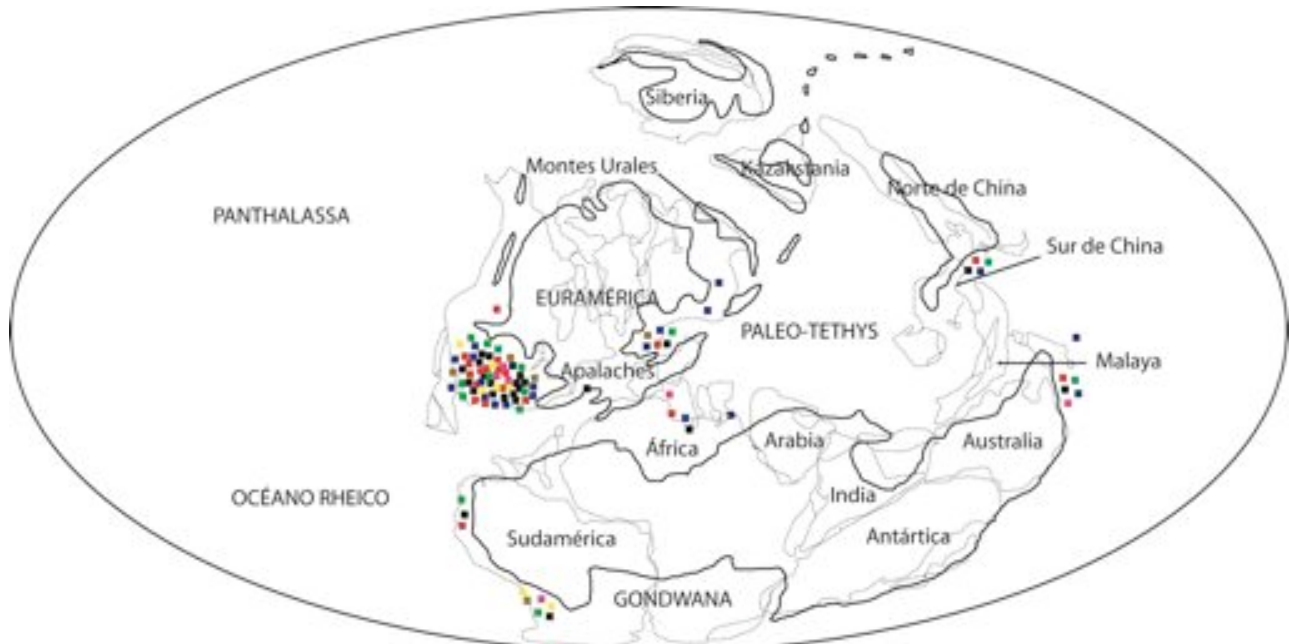 Siberia
Montes Urales
Kazakstania
Norte de China
PANTHALASSA
Sur de China
EURAMÉRICA
PALEO-TETHYS
Apalaches
Malaya
África
Arabia
Australia
OCÉANO RHEICO
India
Sudamérica
Antártica
GONDWANA